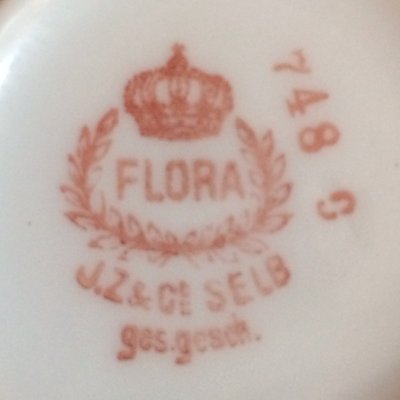 FLORA
J.Z.& Co. SELB
ges.gesch.
748 C